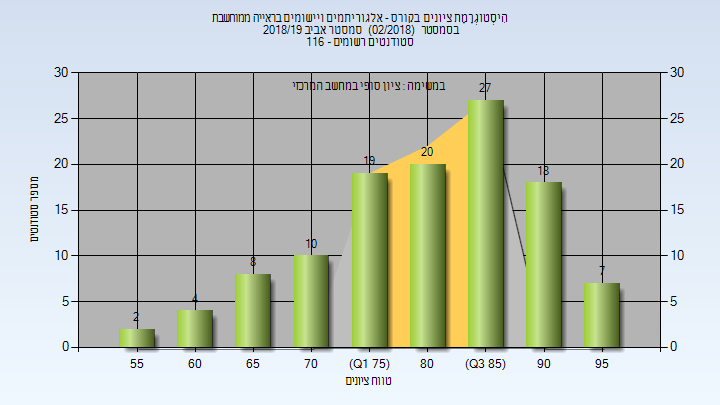 היסטוגרמת ציונים בקורס - אלגוריתמים ויישומים בראייה ממוחשבת
בסמסטר (02/2018) סמסטר אביב 2018/19
סטודנטים רשומים - 116
במשימה : ציון סופי במחשב המרכזי
מספר סטודנטים
30 25 20 15 10 5 0
2 4 8 10 19 20 27 18 7
30 25 20 15 10 5 0
55 60 65 70 (Q1 75) 80 (Q3 85) 90 95
טווח ציונים